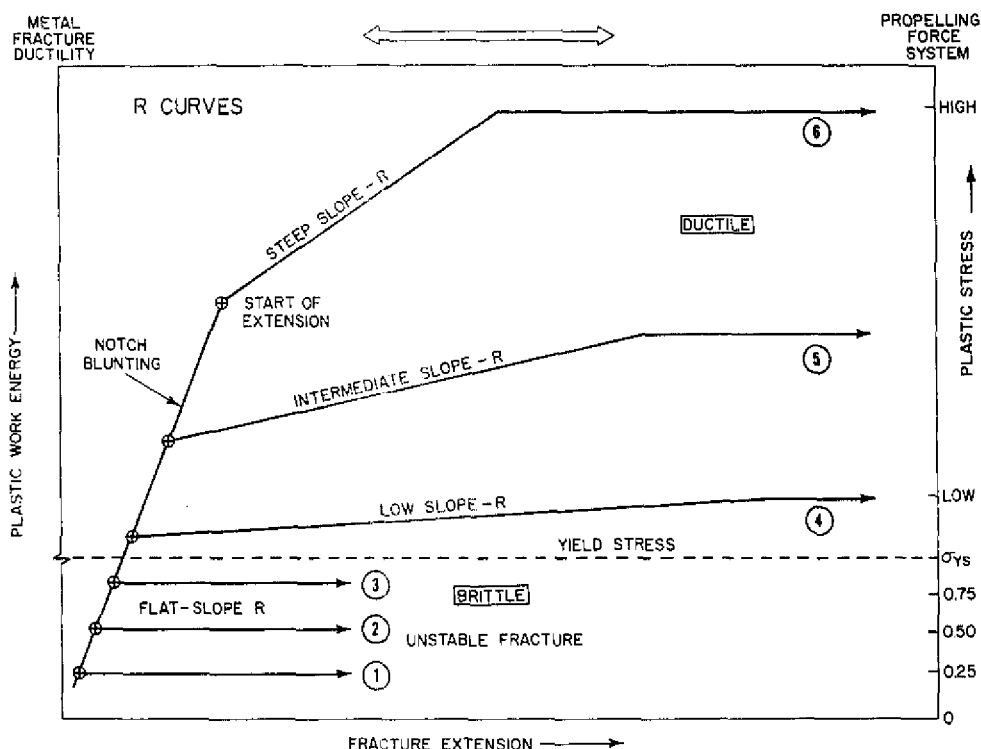 METAL
FRACTURE
DUCTILITY
PROPELLING
FORCE
SYSTEM
R CURVES
HIGH
6
STEEP SLOPE-R
DUCTILE
START OF
EXTENSION
NOTCH
BLUNTING
INTERMEDIATE SLOPE-R
5
PLASTIC WORK ENERGY
PLASTIC STRESS
LOW SLOPE-R
LOW
4
YIELD STRESS
σYS
3
BRITTLE
0.75
FLAT-SLOPE R
2
UNSTABLE FRACTURE
0.50
1
0.25
0
FRACTURE EXTENSION